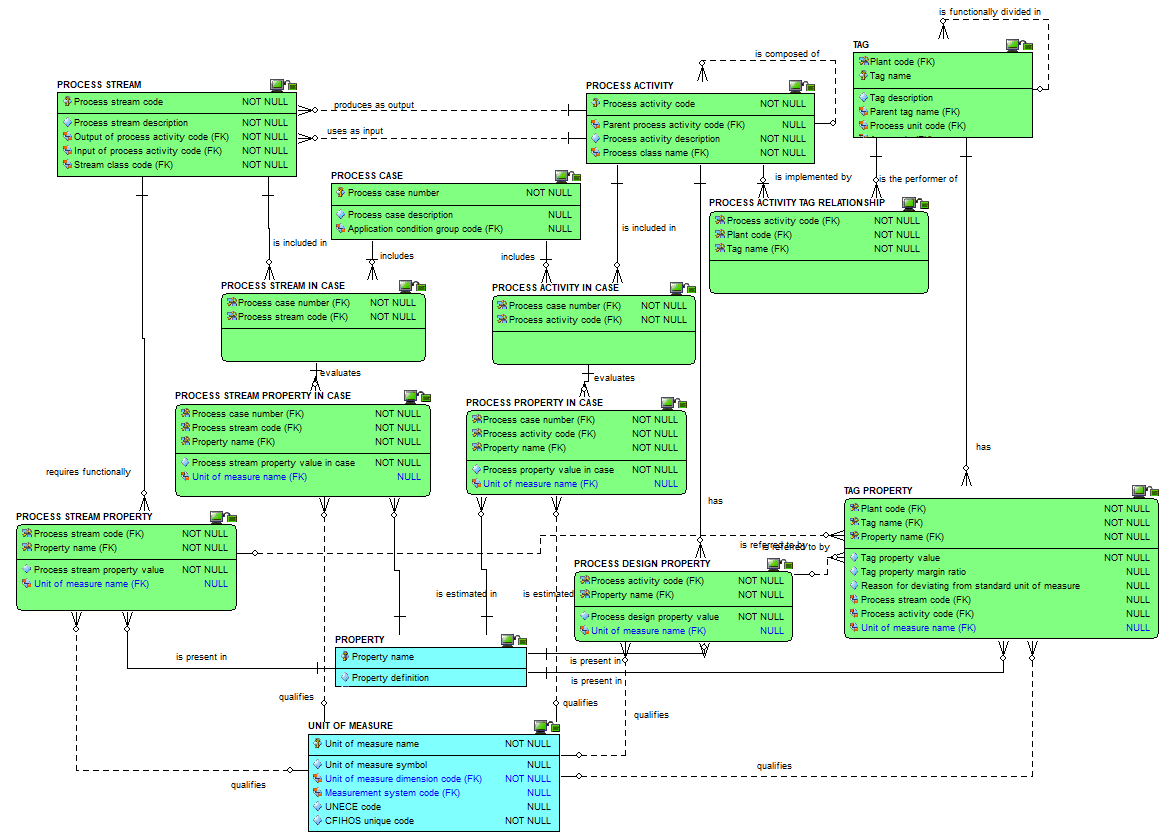 is functionally divided in
TAG
Plant code (FK)
Tag name
Tag description
Parent tag name (FK)
Process unit code (FK)
is composed of
PROCESS STREAM
Process stream code NOT NULL
Process stream description NOT NULL
Output of process activity code (FK) NOT NULL
Input of process activity code (FK) NOT NULL
Stream class code (FK) NOT NULL
produces as output
uses as input
PROCESS ACTIVITY
Process activity code NOT NULL
Parent process activity code (FK) NULL
Process activity description NOT NULL
Process class name (FK) NOT NULL
PROCESS CASE
Process case number NOT NULL
Process case description NULL
Application condition group code (FK) NULL
is implemented by
is the performer of
PROCESS ACTIVITY TAG RELATIONSHIP
Process activity code (FK) NOT NULL
Plant code (FK) NOT NULL
Tag name (FK) NOT NULL
is included in
includes
includes
is included in
PROCESS STREAM IN CASE
Process case number (FK) NOT NULL
Process stream code (FK) NOT NULL
PROCESS ACTIVITY IN CASE
Process case number (FK) NOT NULL
Process activity code (FK) NOT NULL
evaluates
evaluates
PROCESS STREAM PROPERTY IN CASE
Process case number (FK) NOT NULL
Process stream code (FK) NOT NULL
Property name (FK) NOT NULL
Process stream property value in case NOT NULL
Unit of measure name (FK) NULL
PROCESS PROPERTY IN CASE
Process case number (FK) NOT NULL
Process activity code (FK) NOT NULL
Property name (FK) NOT NULL
Process property value in case NOT NULL
Unit of measure name (FK) NULL
has
requires functionally
has
PROCESS STREAM PROPERTY
Process stream code (FK) NOT NULL
Property name (FK) NOT NULL
Process stream property value NOT NULL
Unit of measure name (FK) NULL
TAG PROPERTY
Plant code (FK) NOT NULL
Tag name (FK) NOT NULL
Property name (FK) NOT NULL
Tag property value NOT NULL
Tag property margin ratio NULL
Reason for deviating from standard unit of measure NULL
Process stream code (FK) NULL
Process activity code (FK) NULL
Unit of measure name (FK) NULL
is referred to by
is referred to by
PROCESS DESIGN PROPERTY
Process activity code (FK) NOT NULL
Property name (FK) NOT NULL
Process design property value NOT NULL
Unit of measure name (FK) NULL
is estimated in
is estimated
PROPERTY
Property name
Property definition
is present in
is present in
is present in
qualifies
qualifies
qualifies
UNIT OF MEASURE
Unit of measure name NOT NULL
Unit of measure symbol NULL
Unit of measure dimension code (FK) NOT NULL
Measurement system code (FK) NULL
UNECE code NULL
CFIHOS unique code NOT NULL
qualifies
qualifies